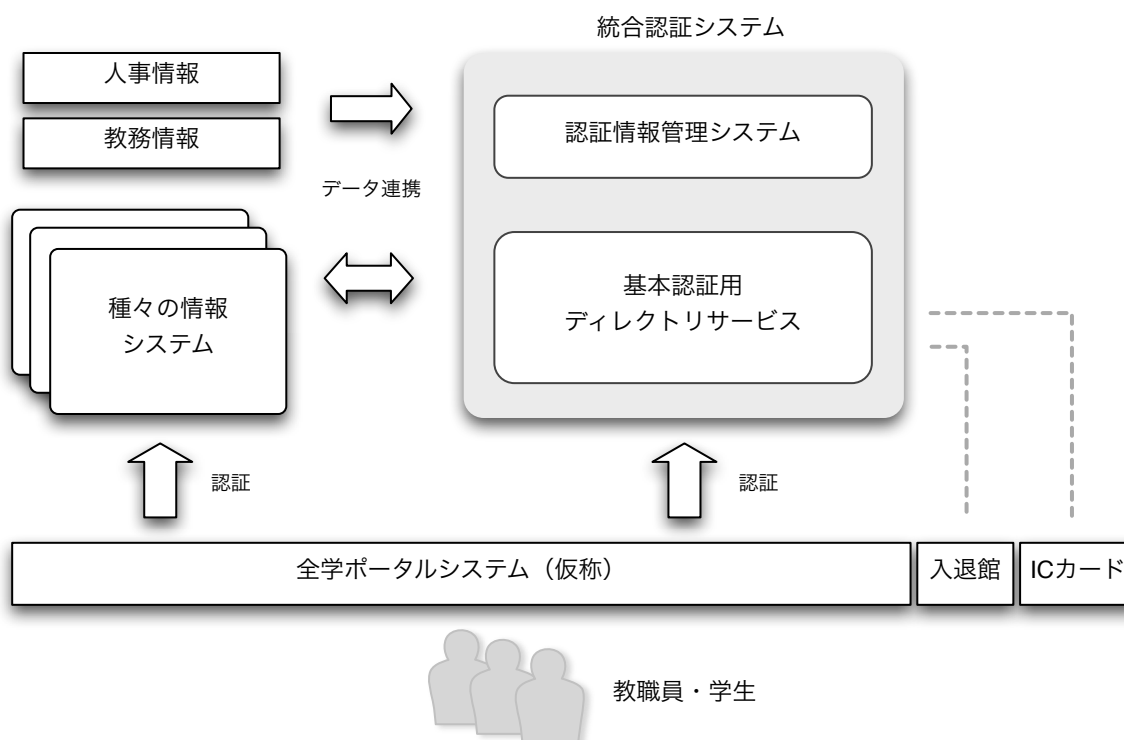 統合認証システム
人事情報
教務情報
認証情報管理システム
データ連携
種々の情報
システム
基本認証用
ディレクトリサービス
認証
認証
全学ポータルシステム（仮称）
入退館
ICカード
教職員・学生